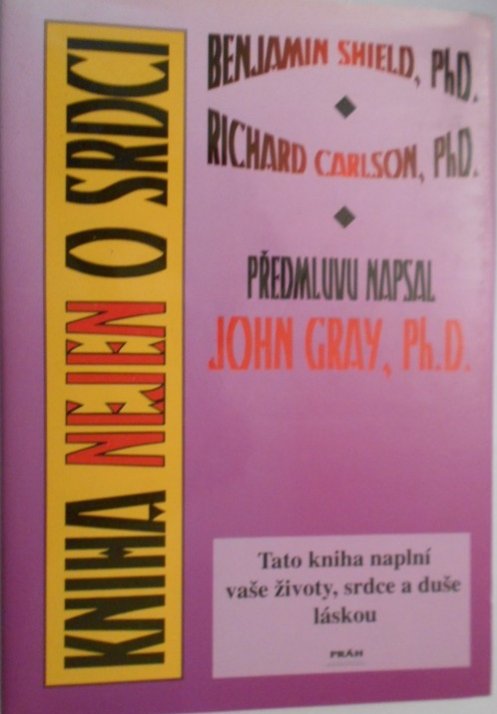 KNIHA NEJEN O SRDCI
BENJAMIN SHIELD, PhD.
RICHARD CARLSON, PhD.
PŘEDMLUVU NAPSAL
JOHN GRAY, Ph.D.
Tato kniha naplní
vaše životy, srdce a duše
láskou
PRÁH